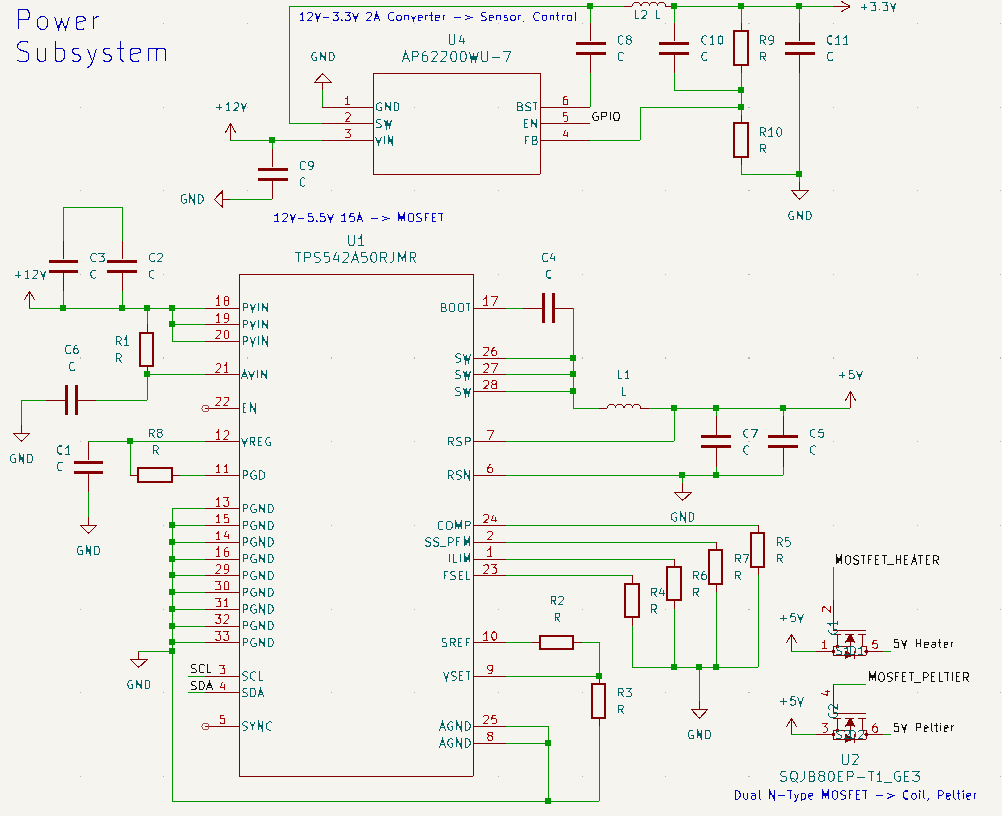 Power
Subsystem
12V-3.3V 2A Converter -> Sensor, Control
L2 L
+3.3V
U4
AP62200WU-7
GND
C8
C
C10
C
R9
R
C11
C
+12V
1
GND
2
SW
3
VIN
BST
6
EN
5
GPIO
FB
4
R10
R
C9
C
GND
GND
12V-5.5V 15A -> MOSFET
U1
TPS542A50RJMR
C4
C
C3
C
C2
C
+12V
18
PVIN
19
PVIN
20
PVIN
BOOT
17
R1
R
C6
C
21
AVIN
SW
26
SW
27
SW
28
L1
L
+5V
22
EN
GND
R8
R
C1
C
12
VREG
RSP
7
C7
C
C5
C
11
PGD
RSN
6
GND
GND
13
PGND
15
PGND
14
PGND
16
PGND
29
PGND
30
PGND
31
PGND
32
PGND
33
PGND
COMP
24
SS_PFM
2
ILIM
1
FSEL
23
R5
R
R7
R
R6
R
R4
R
R2
R
SREF
10
GND
SCL
3
SCL
SDA
4
SDA
VSET
9
R3
R
GND
5
SYNC
AGND
25
AGND
8
MOSTFET_HEATER
2
G1
+5V
1
S1
D1
5
5V Heater
MOSFET_PELTIER
4
G2
+5V
3
S2
D2
6
5V Peltier
U2
SQJB80EP-T1_GE3
Dual N-Type MOSFET -> Coil, Peltier